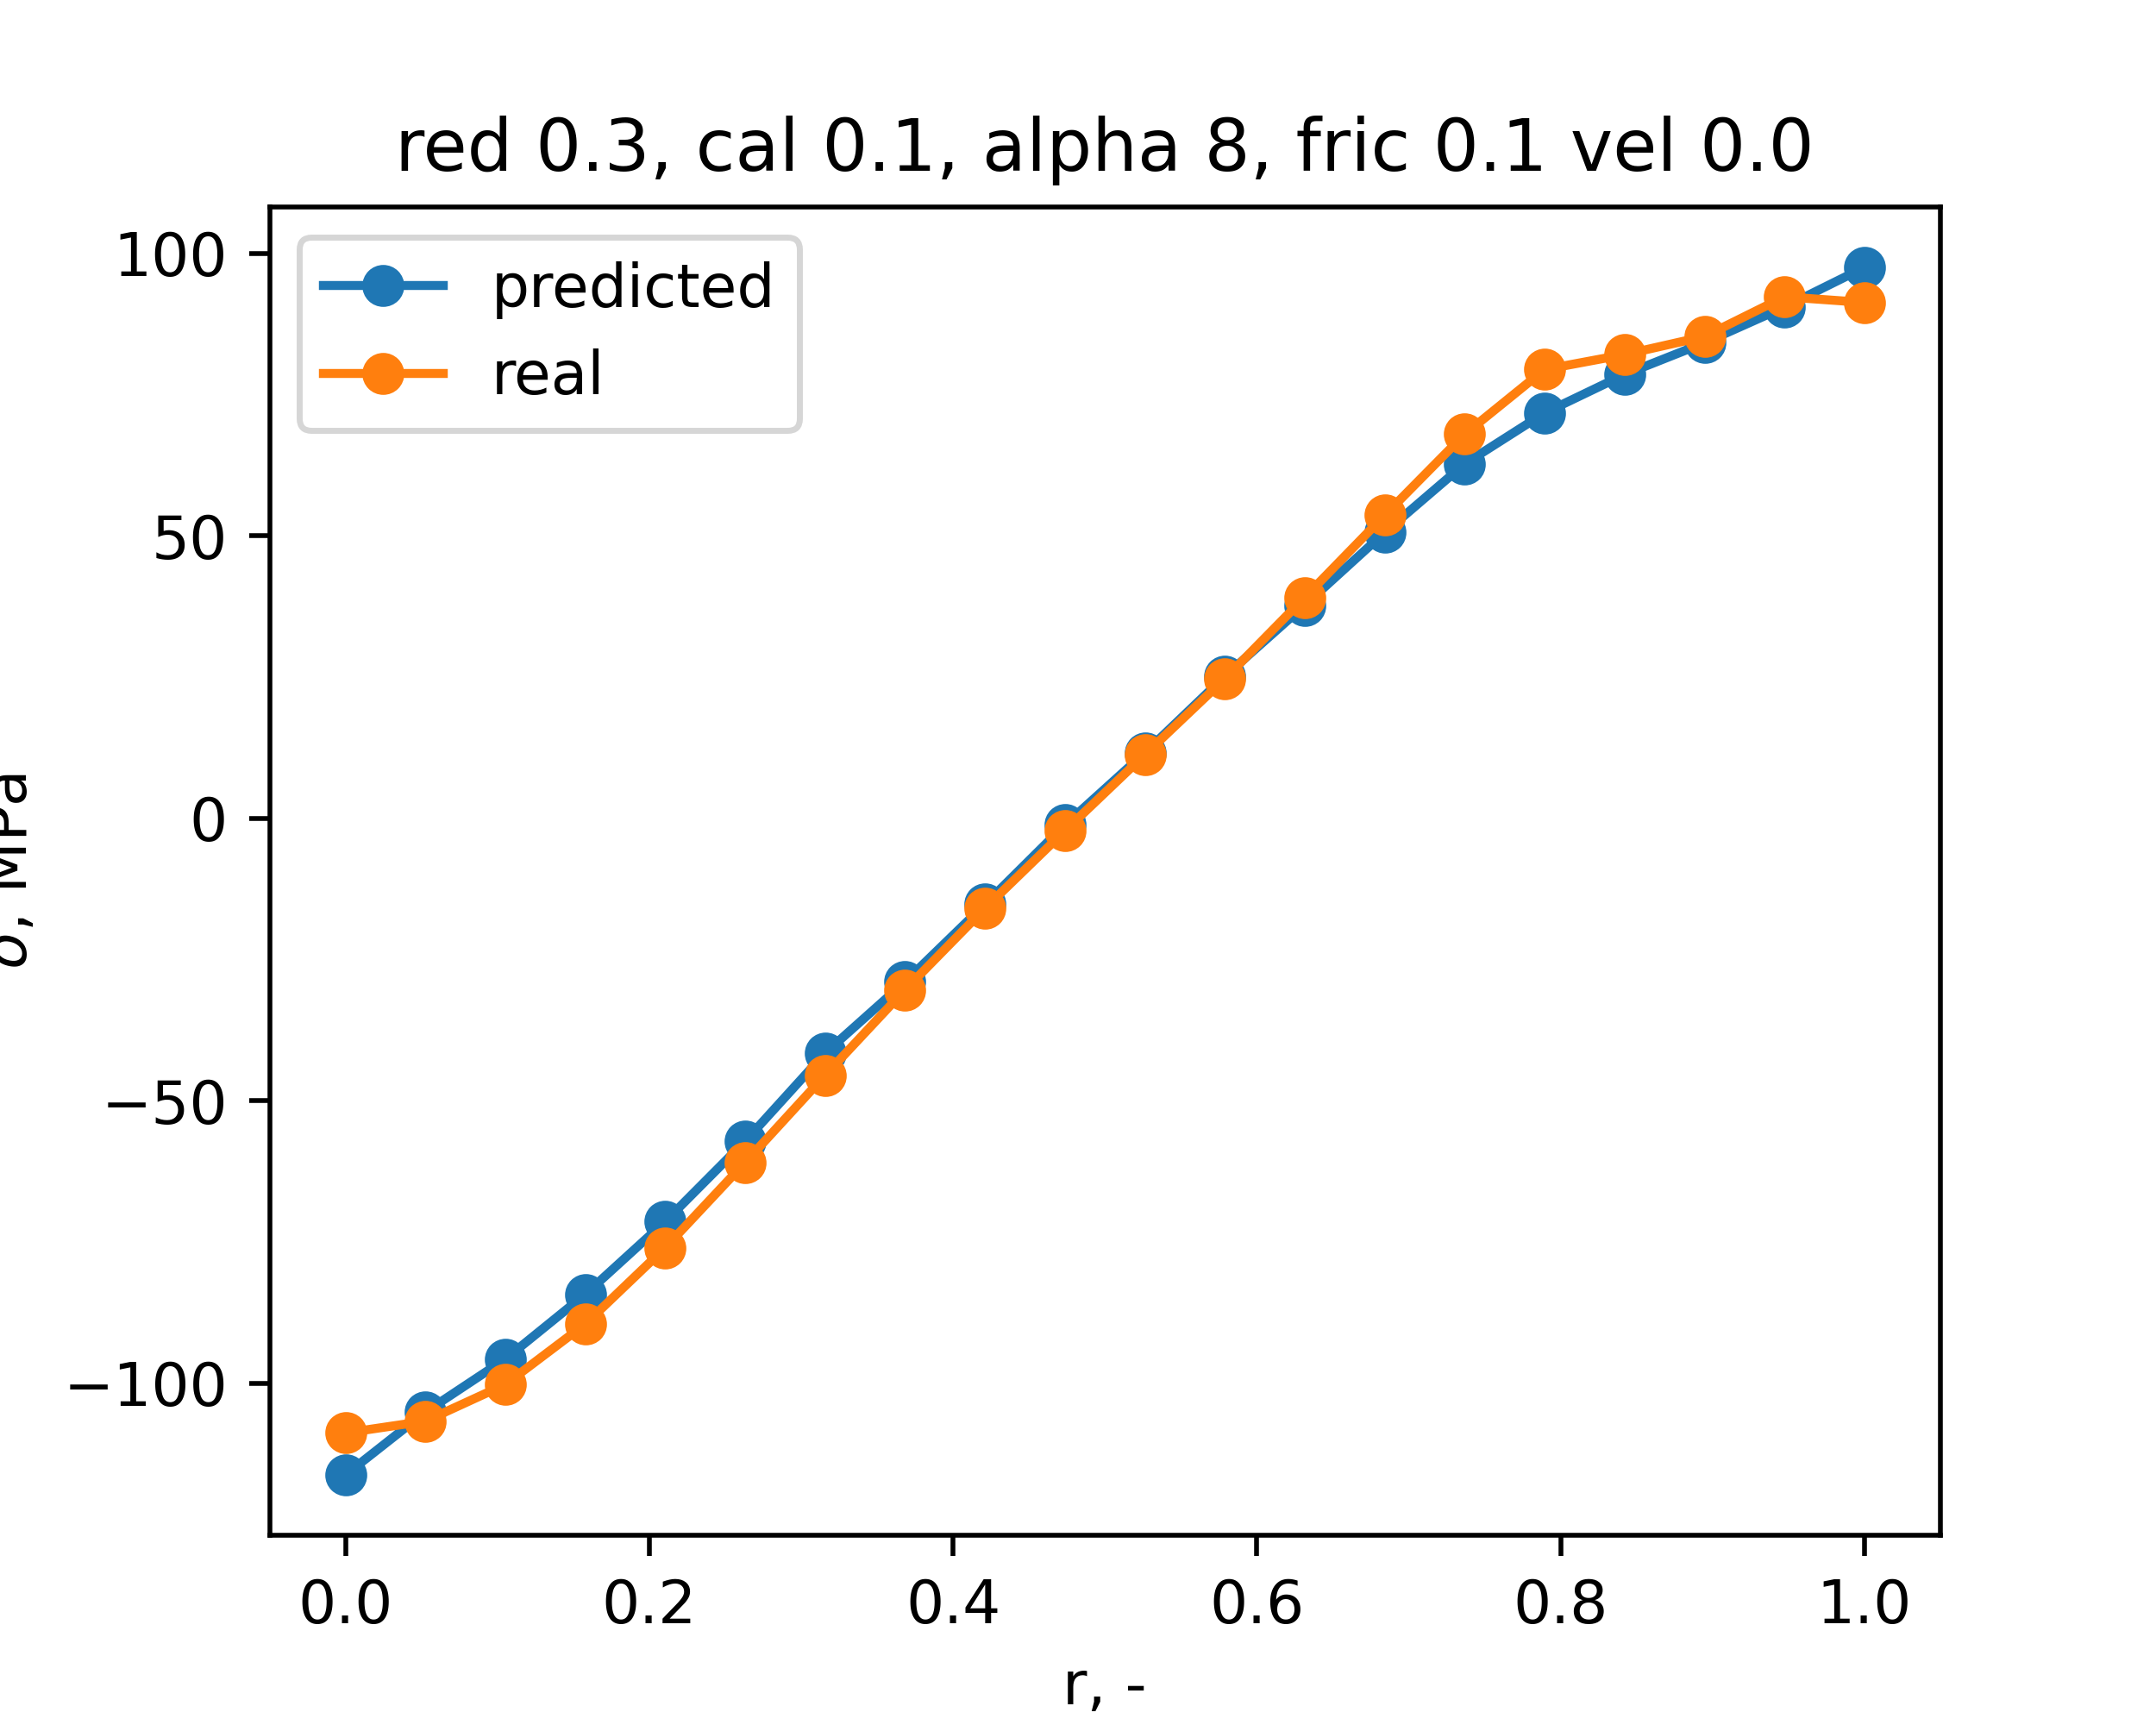 red 0.3, cal 0.1, alpha 8, fric 0.1 vel 0.0
predicted
real
100
50
0
−50
−100
σ, MPa
0.0 0.2 0.4 0.6 0.8 1.0
r, -